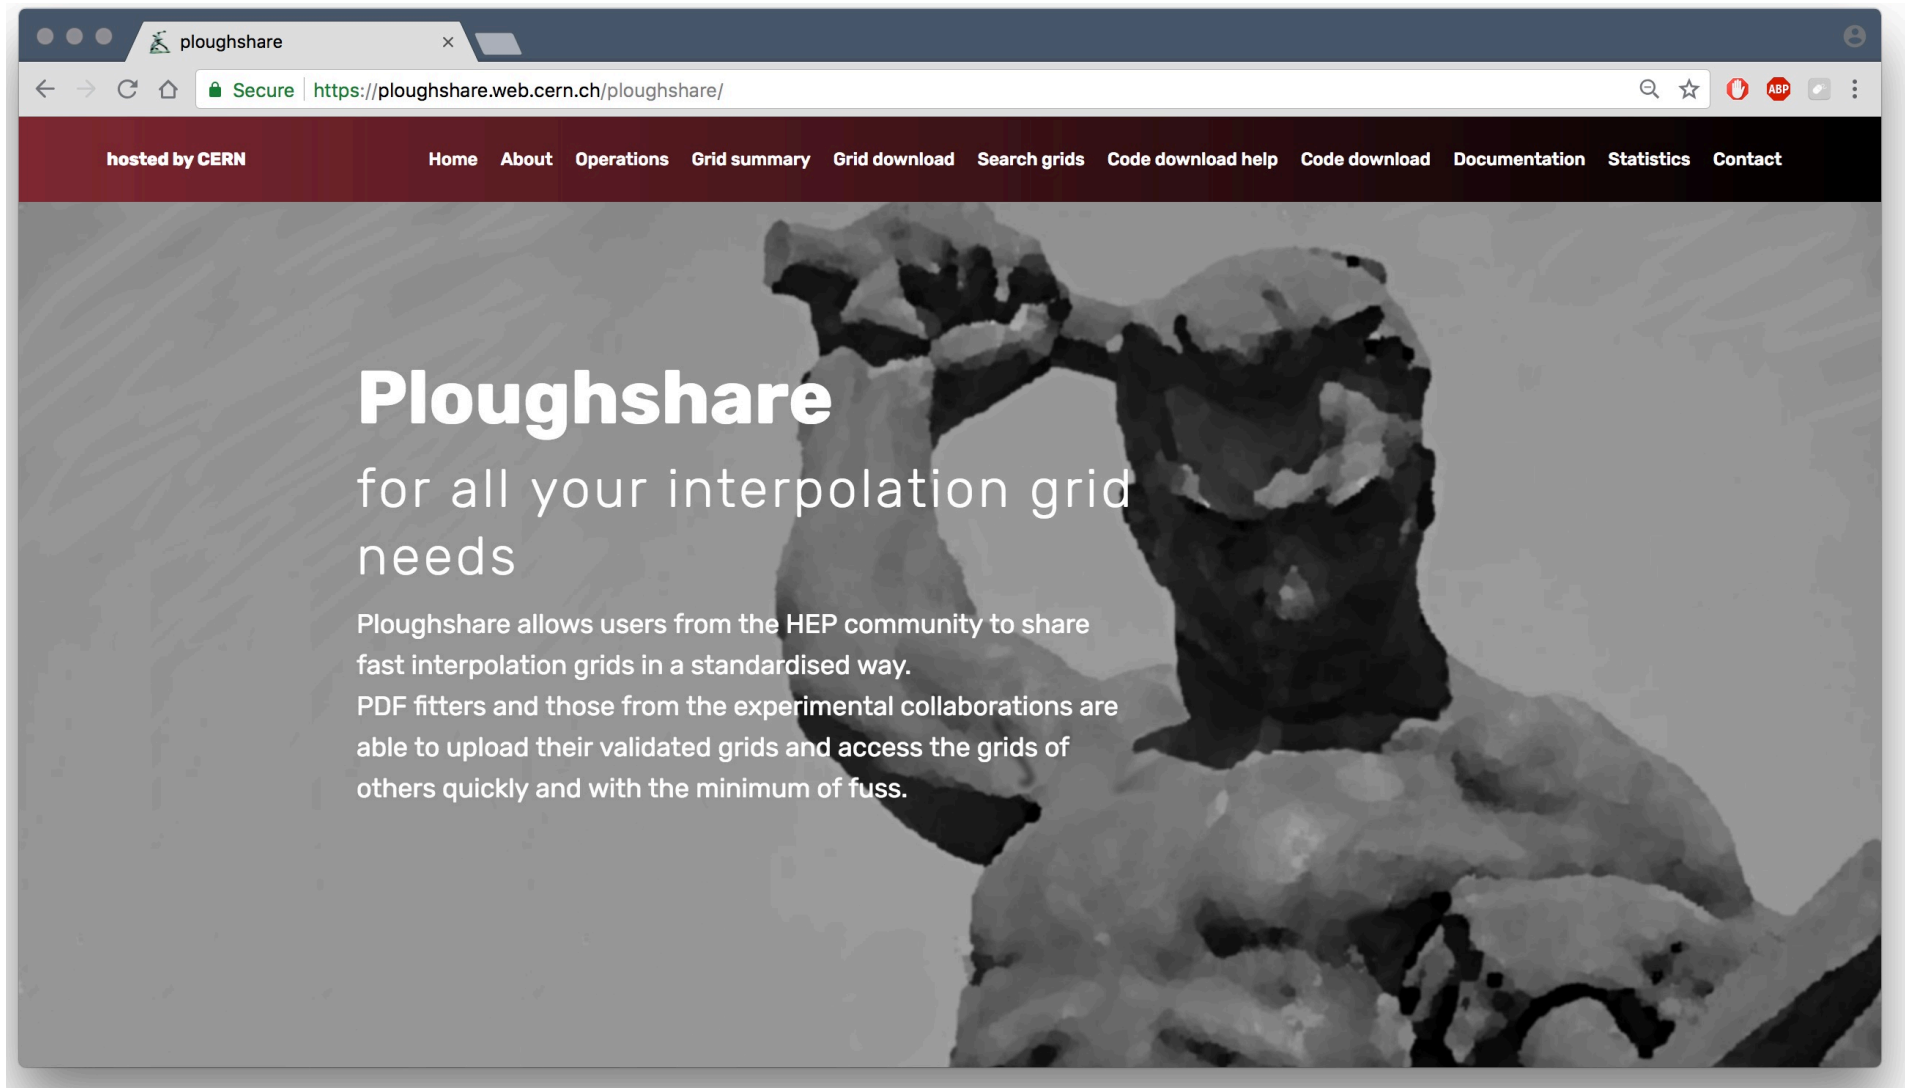 ploughshare
Secure https://ploughshare.web.cern.ch/ploughshare/
ABP
hosted by CERN Home About Operations Grid summary Grid download Search grids Code download help Code download Documentation Statistics Contact
Ploughshare
for all your interpolation grid
needs
Ploughshare allows users from the HEP community to share
fast interpolation grids in a standardised way.
PDF fitters and those from the experimental collaborations are
able to upload their validated grids and access the grids of
others quickly and with the minimum of fuss.